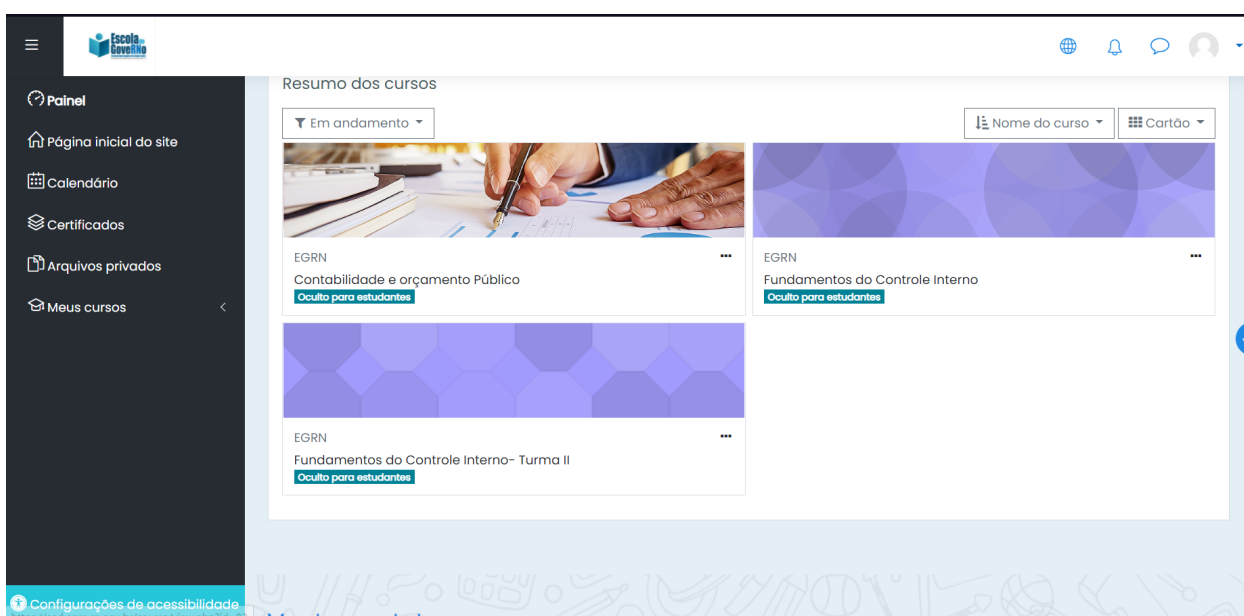 Escola de
GoveRNo
Resumo dos cursos
Painel
Em andamento
Nome do curso
Cartão
Página inicial do site
Calendário
Certificados
Arquivos privados
Meus cursos
EGRN
Contabilidade e orçamento Público
Oculto para estudantes
EGRN
Fundamentos do Controle Interno
Oculto para estudantes
EGRN
Fundamentos do Controle Interno- Turma II
Oculto para estudantes
Configurações de acessibilidade